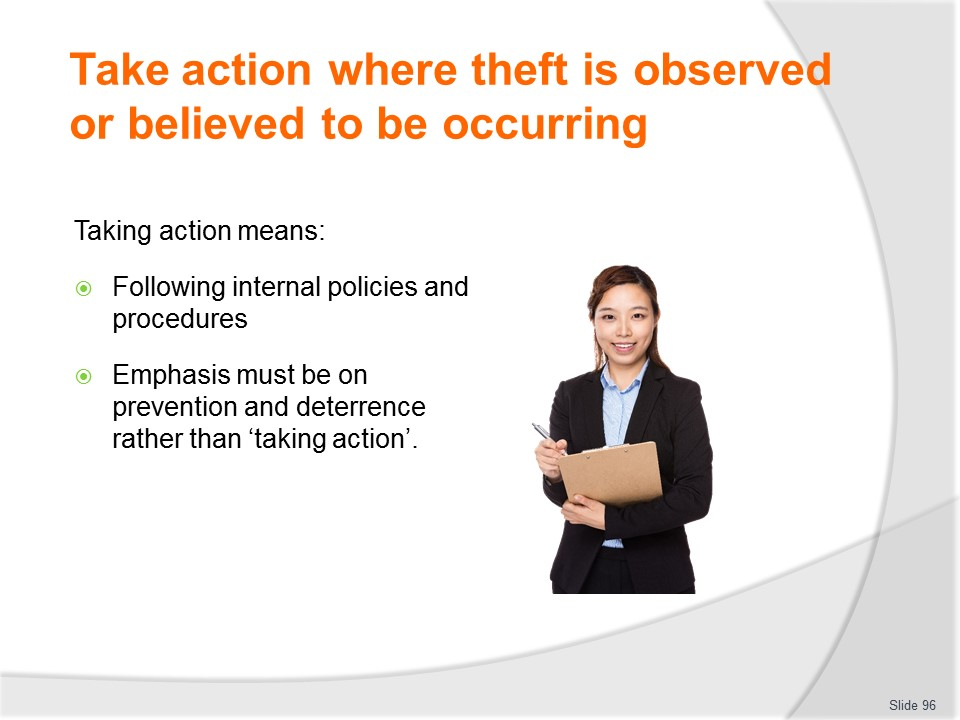 Take action where theft is observed
or believed to be occurring
Taking action means:
Following internal policies and
procedures
Emphasis must be on
prevention and deterrence
rather than ‘taking action’.
Slide 96